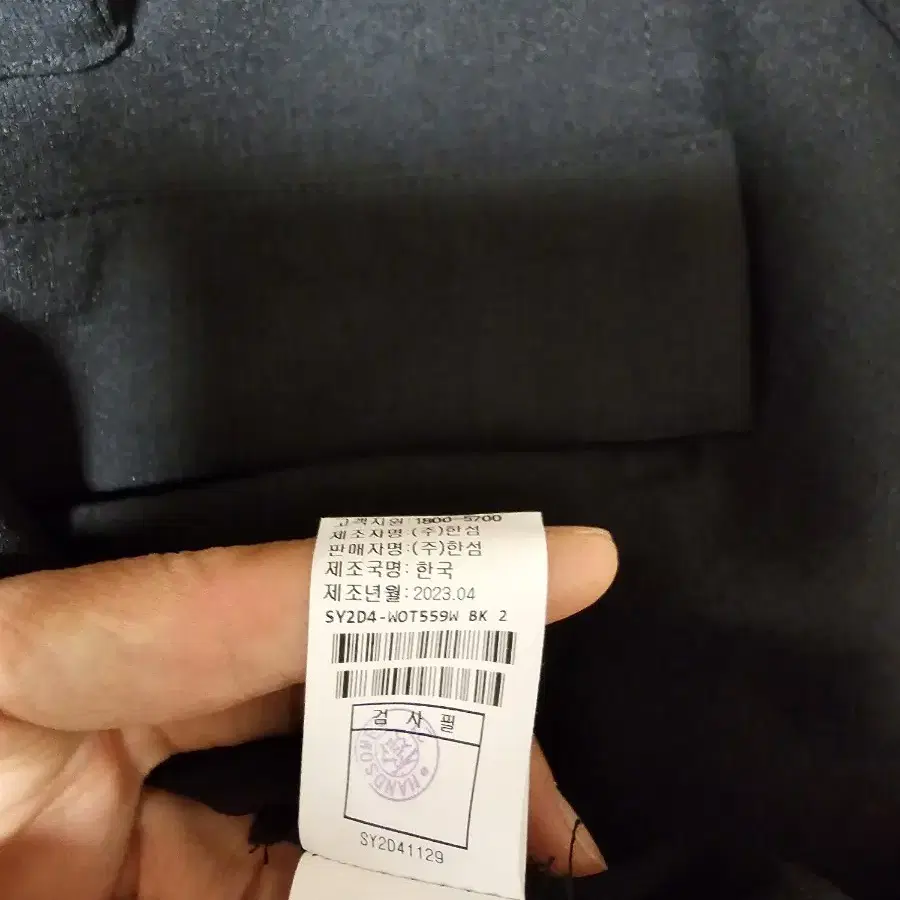 고객지원:1800-5700
제조자명:(주)한섬
판매자명:(주)한섬
제조국명:한국
제조년월:2023.04
SY2D4-WOT559W BK 2
검 사 필
HANDSOME
SY2D41129